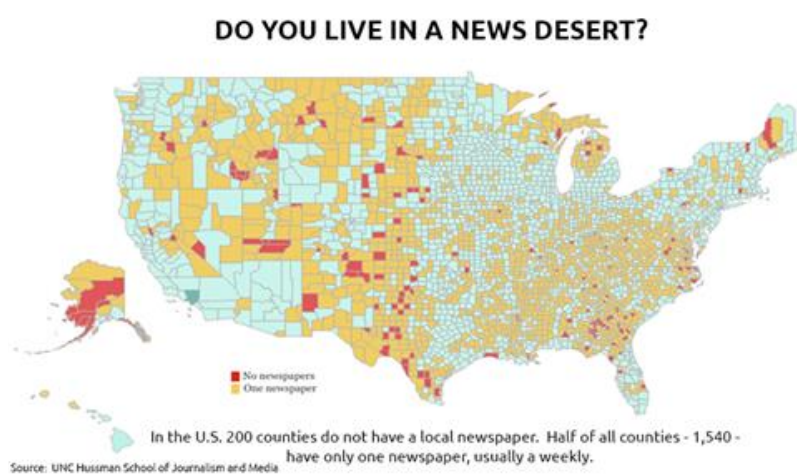 DO YOU LIVE IN A NEWS DESERT?
No newspapers
One newspaper
In the U.S. 200 counties do not have a local newspaper. Half of all counties - 1,540 -
have only one newspaper, usually a weekly.
Source: UNC Hussman School of Journalism and Media